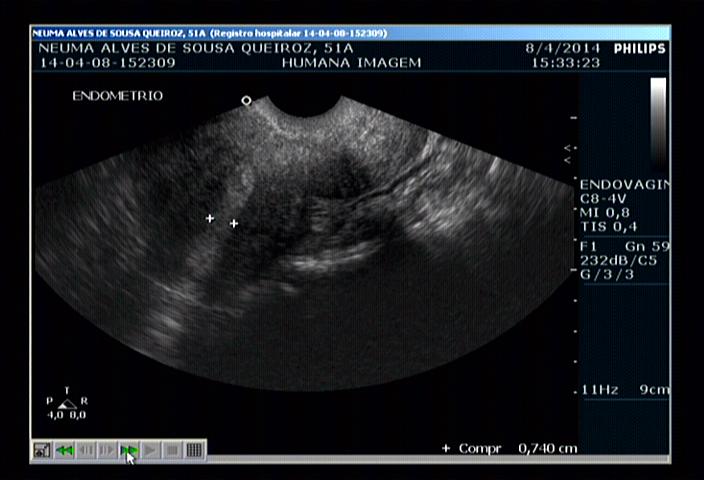 NEUMA ALVES DE SOUSA QUEIROZ, 51A (Registro hospitalar 14-04-08-152309)
NEUMA ALVES DE SOUSA QUEIROZ, 51A 8/4/2014 PHILIPS
14-04-08-152309 HUMANA IMAGEM 15:33:23
ENDOMETRIO
ENDOVAGIN
C8-4V
MI 0,8
TIS 0,4
F1 Gn 59
232dB/C5
G/3/3
11Hz 9cm
T
P R
4,0 8,0
+ Compr 0,740 cm